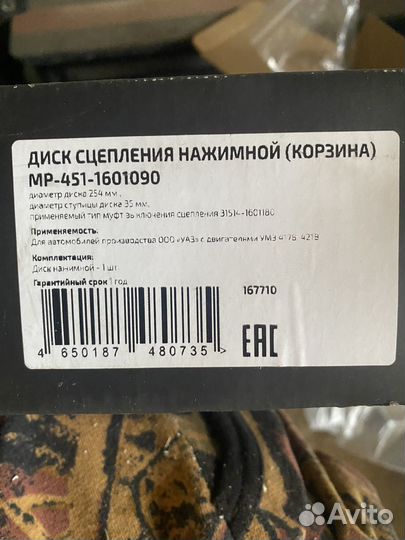 ДИСК СЦЕПЛЕНИЯ НАЖИМНОЙ (КОРЗИНА)
МР-451-1601090
диаметр диска 254 мм.,
диаметр ступицы диска 35 мм,
применяемый тип муфт выключения сцепления 31514-1601180
Применяемость:
Для автомобилей производства ООО «УАЗ» с двигателями УМЗ 4178, 4218
Комплектация:
Диск нажимной - 1 шт
Гарантийный срок 1 год
167710
4 650187 480735 >
ЕАС
Avito